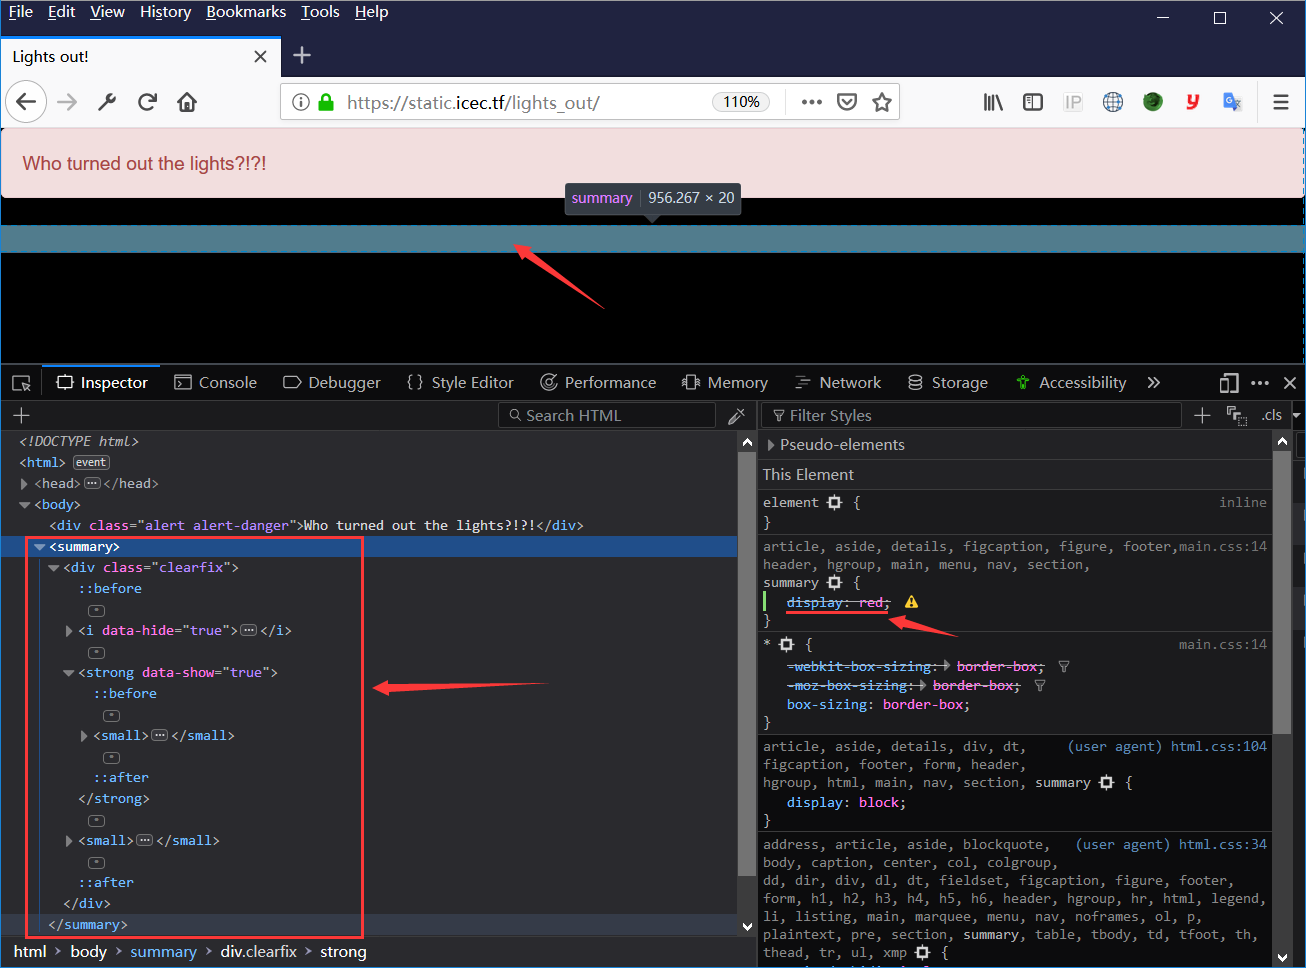 File Edit View History Bookmarks Tools Help
Lights out!
https://static.icec.tf/lights_out/ 110%
IP
Who turned out the lights?!?!
summary 956.267 × 20
Inspector Console Debugger {} Style Editor Performance Memory Network Storage Accessibility
Search HTML
<!DOCTYPE html>
<html> event
<head></head>
<body>
<div class="alert alert-danger">Who turned out the lights?!?!</div>
<summary>
<div class="clearfix">
::before
<i data-hide="true"></i>
<strong data-show="true">
::before
<small></small>
::after
</strong>
<small></small>
::after
</div>
</summary>
html > body > summary > div.clearfix > strong
Filter Styles .cls
Pseudo-elements
This Element
element { inline
}
article, aside, details, figcaption, figure, footer, main.css:14
header, hgroup, main, menu, nav, section,
summary {
display: red;
}
* { main.css:14
-webkit-box-sizing: border-box;
-moz-box-sizing: border-box;
box-sizing: border-box;
}
article, aside, details, div, dt, (user agent) html.css:104
figcaption, footer, form, header,
hgroup, html, main, nav, section, summary {
display: block;
}
address, article, aside, blockquote, (user agent) html.css:34
body, caption, center, col, colgroup,
dd, dir, div, dl, dt, fieldset, figcaption, figure, footer,
form, h1, h2, h3, h4, h5, h6, header, hgroup, hr, html, legend,
li, listing, main, marquee, menu, nav, noframes, ol, p,
plaintext, pre, section, summary, table, tbody, td, tfoot, th,
thead, tr, ul, xmp {